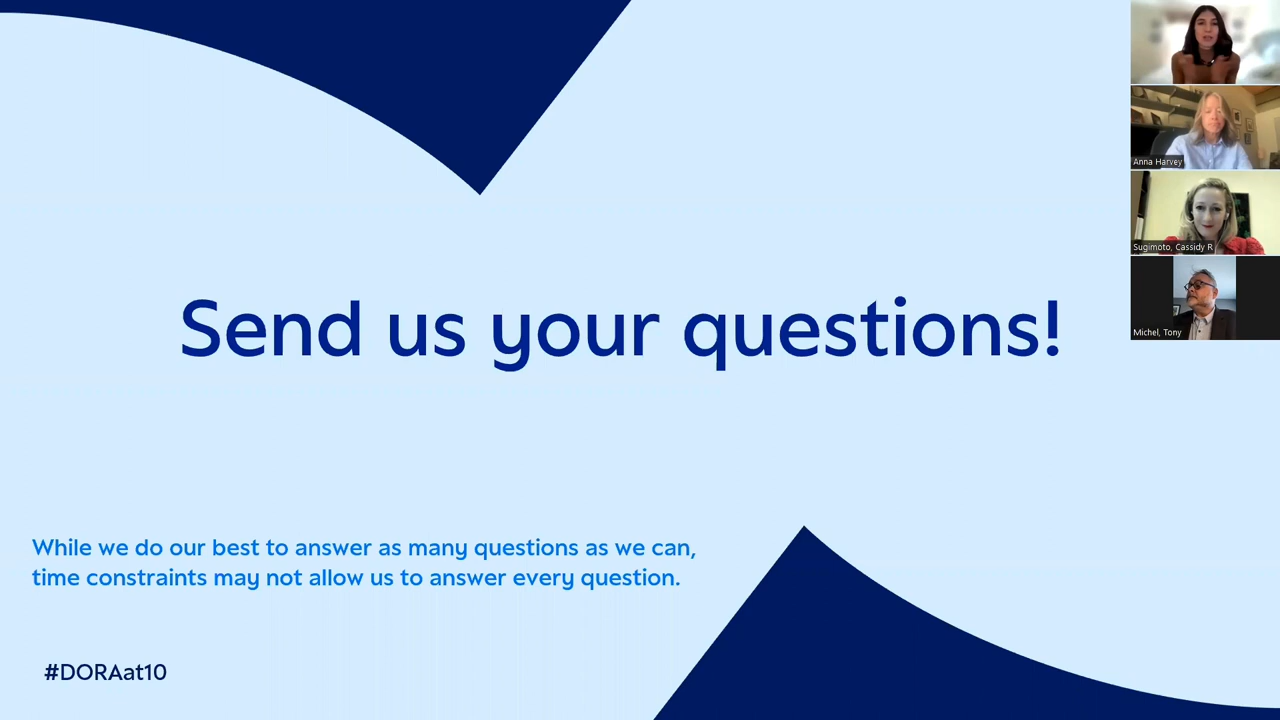 Send us your questions!
While we do our best to answer as many questions as we can,
time constraints may not allow us to answer every question.
#DORAat10
Anna Harvey
Sugimoto, Cassidy R
Michel, Tony